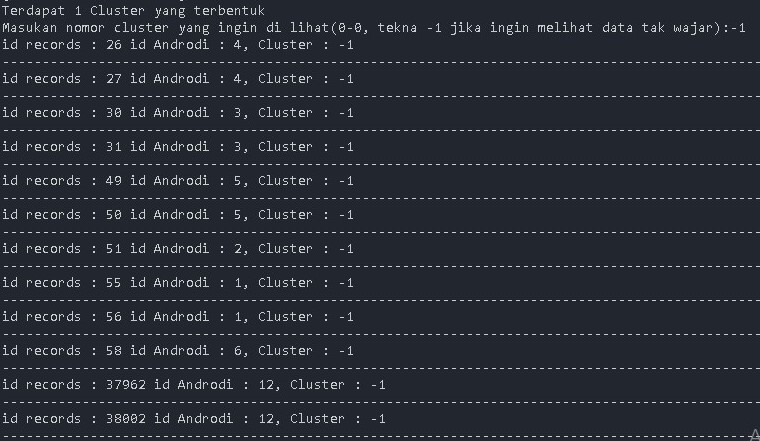 Terdapat 1 Cluster yang terbentuk
Masukan nomor cluster yang ingin di lihat(0-0, tekna -1 jika ingin melihat data tak wajar):-1
id records : 26 id Androdi : 4, Cluster : -1
--------------------------------------------------------------------------------
id records : 27 id Androdi : 4, Cluster : -1
--------------------------------------------------------------------------------
id records : 30 id Androdi : 3, Cluster : -1
--------------------------------------------------------------------------------
id records : 31 id Androdi : 3, Cluster : -1
--------------------------------------------------------------------------------
id records : 49 id Androdi : 5, Cluster : -1
--------------------------------------------------------------------------------
id records : 50 id Androdi : 5, Cluster : -1
--------------------------------------------------------------------------------
id records : 51 id Androdi : 2, Cluster : -1
--------------------------------------------------------------------------------
id records : 55 id Androdi : 1, Cluster : -1
--------------------------------------------------------------------------------
id records : 56 id Androdi : 1, Cluster : -1
--------------------------------------------------------------------------------
id records : 58 id Androdi : 6, Cluster : -1
--------------------------------------------------------------------------------
id records : 37962 id Androdi : 12, Cluster : -1
--------------------------------------------------------------------------------
id records : 38002 id Androdi : 12, Cluster : -1
--------------------------------------------------------------------------------